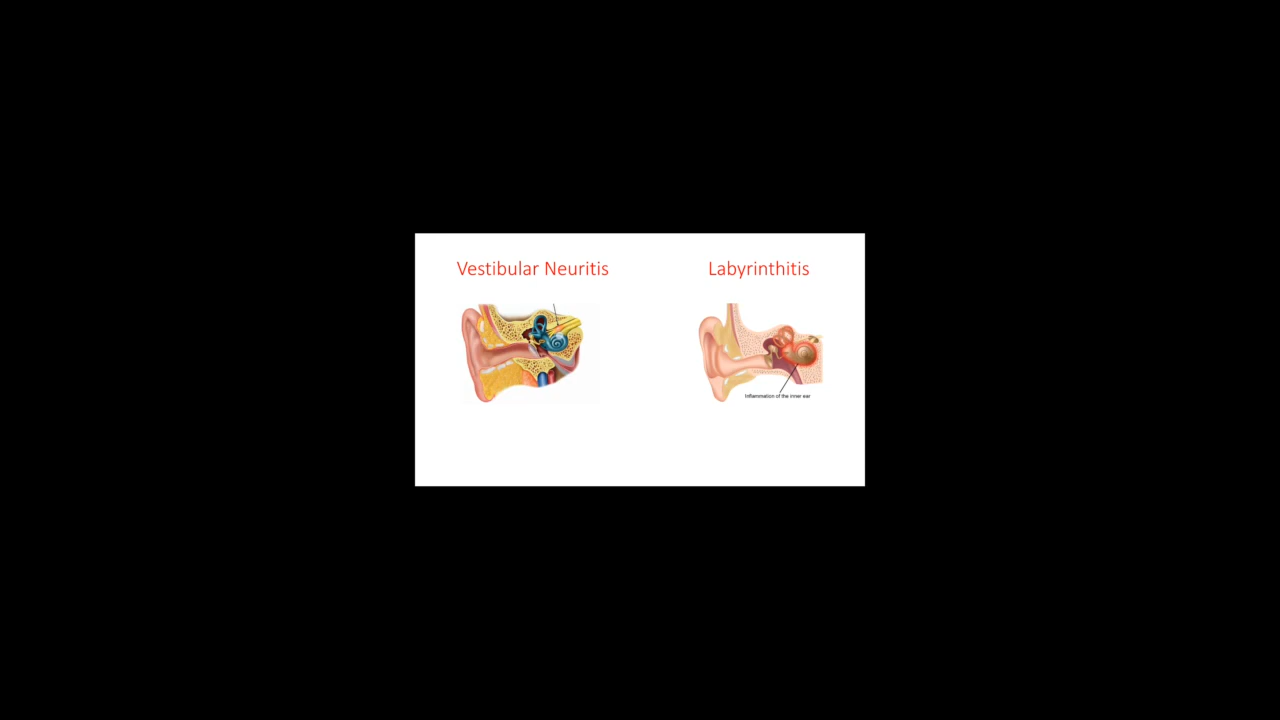 Vestibular Neuritis
Labyrinthitis
Inflammation of the inner ear